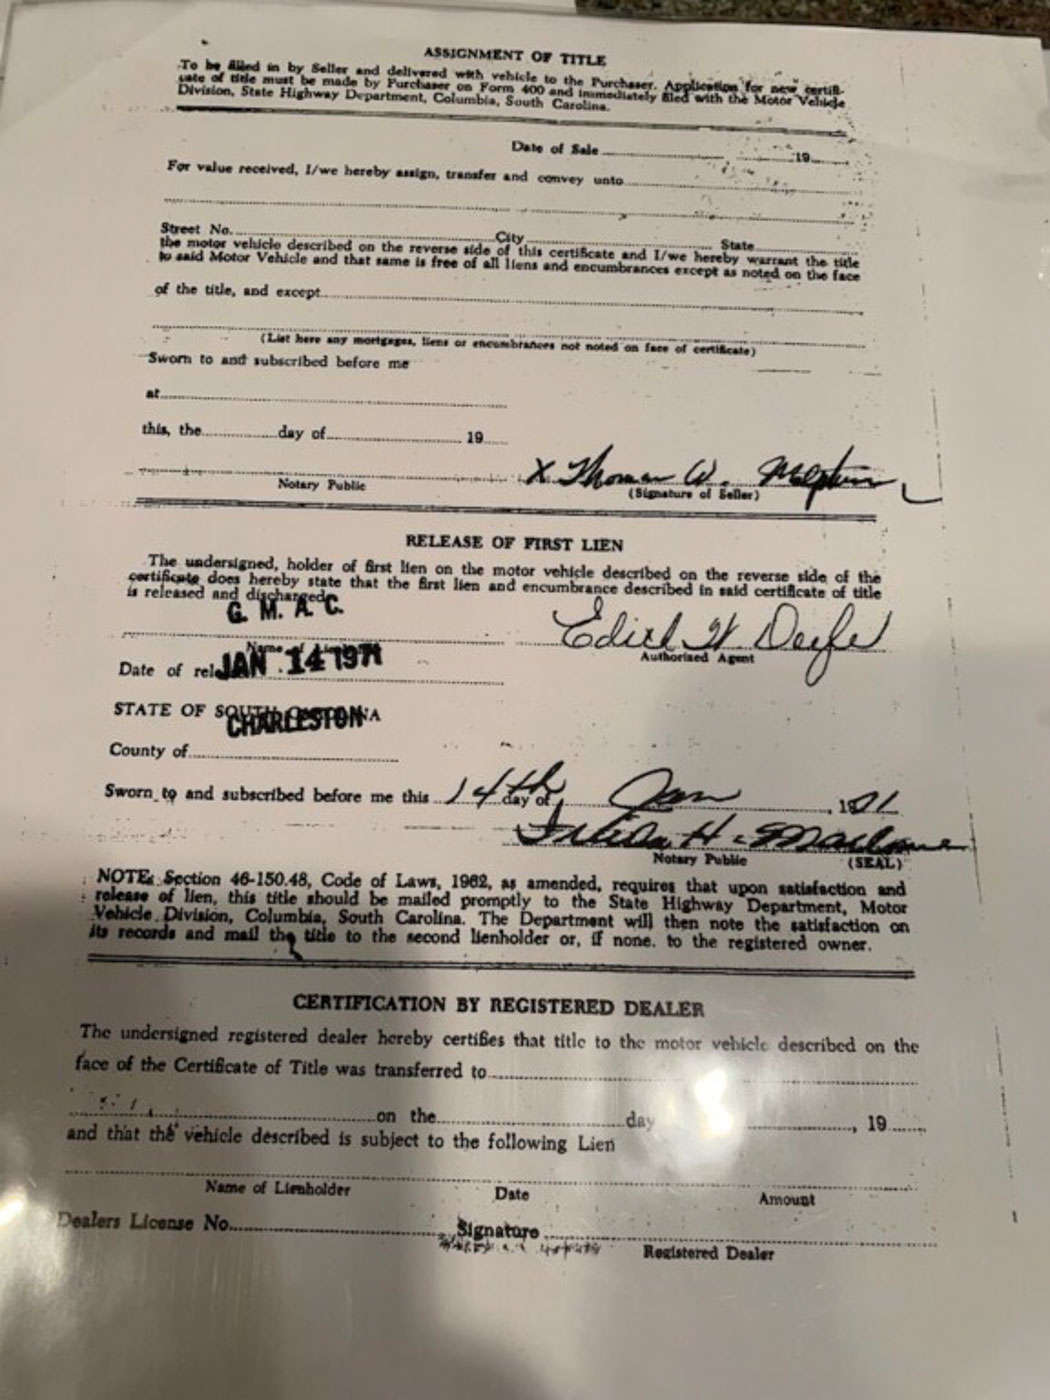 ASSIGNMENT OF TITLE
To be filled in by Seller and delivered with vehicle to the Purchaser. Application for new certifi-
cate of title must be made by Purchaser on Form 400 and immediately filed with the Motor Vehicle
Division, State Highway Department, Columbia, South Carolina.
Date of Sale 19
For value received, I/we hereby assign, transfer and convey unto
Street No. City State
the motor vehicle described on the reverse side of this certificate and I/we hereby warrant the title
to said Motor Vehicle and that same is free of all liens and encumbrances except as noted on the face
of the title, and except
(List here any mortgages, liens or encumbrances not noted on face of certificate)
Sworn to and subscribed before me
at
this, the day of 19
X Thomas W.
Notary Public (Signature of Seller)
RELEASE OF FIRST LIEN
The undersigned, holder of first lien on the motor vehicle described on the reverse side of the
certificate does hereby state that the first lien and encumbrance described in said certificate of title
is released and discharged.
G. M. A. C.
Edith W.
Authorized Agent
Date of rel JAN 14 1971
STATE OF SOUTH CAROLINA
CHARLESTON
County of
Sworn to and subscribed before me this 14th day of Jan , 19 71
H.
Notary Public (SEAL)
NOTE: Section 46-150.48, Code of Laws, 1962, as amended, requires that upon satisfaction and
release of lien, this title should be mailed promptly to the State Highway Department, Motor
Vehicle Division, Columbia, South Carolina. The Department will then note the satisfaction on
its records and mail the title to the second lienholder or, if none. to the registered owner.
CERTIFICATION BY REGISTERED DEALER
The undersigned registered dealer hereby certifies that title to the motor vehicle described on the
face of the Certificate of Title was transferred to
on the day , 19
and that the vehicle described is subject to the following Lien
Name of Lienholder Date Amount
Dealers License No. Signature
Registered Dealer